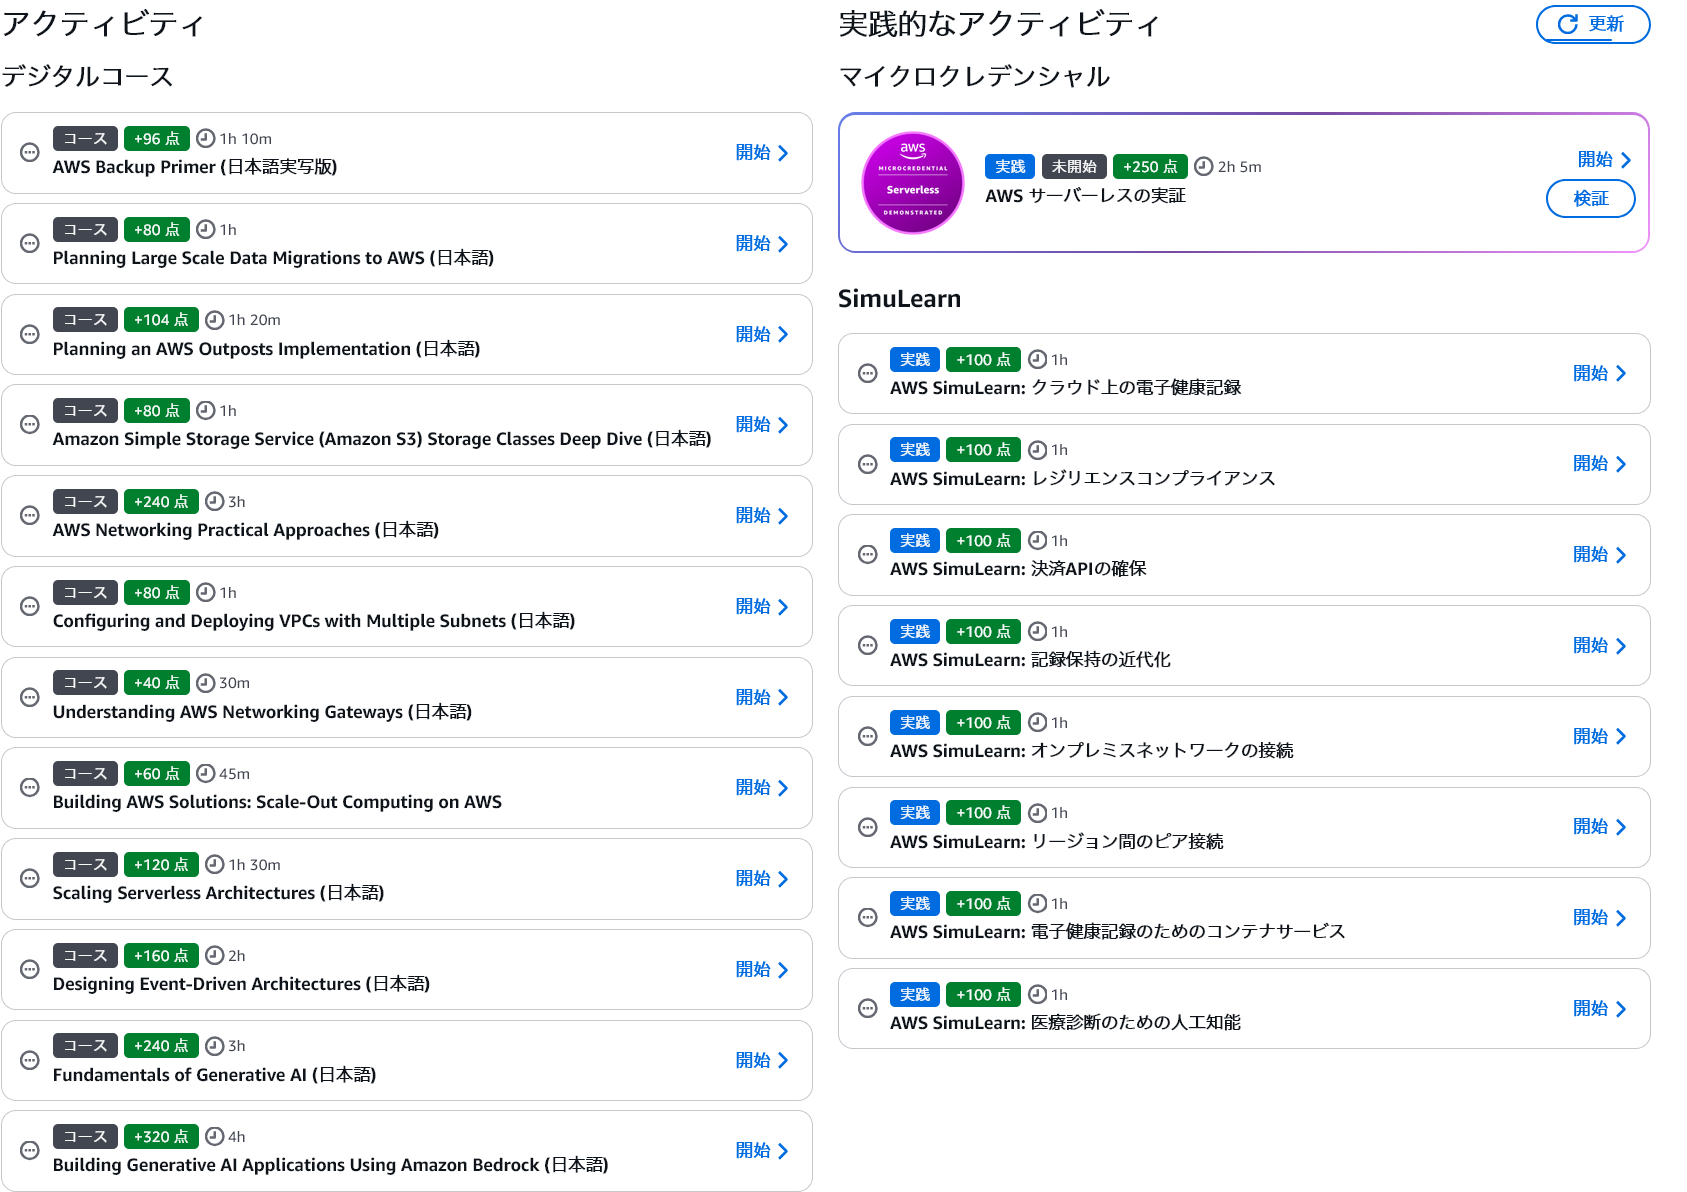 アクティビティ
デジタルコース
コース +96 点 1h 10m
AWS Backup Primer (日本語実写版)
開始
コース +80 点 1h
Planning Large Scale Data Migrations to AWS (日本語)
開始
コース +104 点 1h 20m
Planning an AWS Outposts Implementation (日本語)
開始
コース +80 点 1h
Amazon Simple Storage Service (Amazon S3) Storage Classes Deep Dive (日本語)
開始
コース +240 点 3h
AWS Networking Practical Approaches (日本語)
開始
コース +80 点 1h
Configuring and Deploying VPCs with Multiple Subnets (日本語)
開始
コース +40 点 30m
Understanding AWS Networking Gateways (日本語)
開始
コース +60 点 45m
Building AWS Solutions: Scale-Out Computing on AWS
開始
コース +120 点 1h 30m
Scaling Serverless Architectures (日本語)
開始
コース +160 点 2h
Designing Event-Driven Architectures (日本語)
開始
コース +240 点 3h
Fundamentals of Generative AI (日本語)
開始
コース +320 点 4h
Building Generative AI Applications Using Amazon Bedrock (日本語)
開始
実践的なアクティビティ
更新
マイクロクレデンシャル
aws
MICROCREDENTIAL
Serverless
DEMONSTRATED
実践 未開始 +250 点 2h 5m
AWS サーバーレスの実証
開始
検証
SimuLearn
実践 +100 点 1h
AWS SimuLearn: クラウド上の電子健康記録
開始
実践 +100 点 1h
AWS SimuLearn: レジリエンスコンプライアンス
開始
実践 +100 点 1h
AWS SimuLearn: 決済APIの確保
開始
実践 +100 点 1h
AWS SimuLearn: 記録保持の近代化
開始
実践 +100 点 1h
AWS SimuLearn: オンプレミスネットワークの接続
開始
実践 +100 点 1h
AWS SimuLearn: リージョン間のピア接続
開始
実践 +100 点 1h
AWS SimuLearn: 電子健康記録のためのコンテナサービス
開始
実践 +100 点 1h
AWS SimuLearn: 医療診断のための人工知能
開始